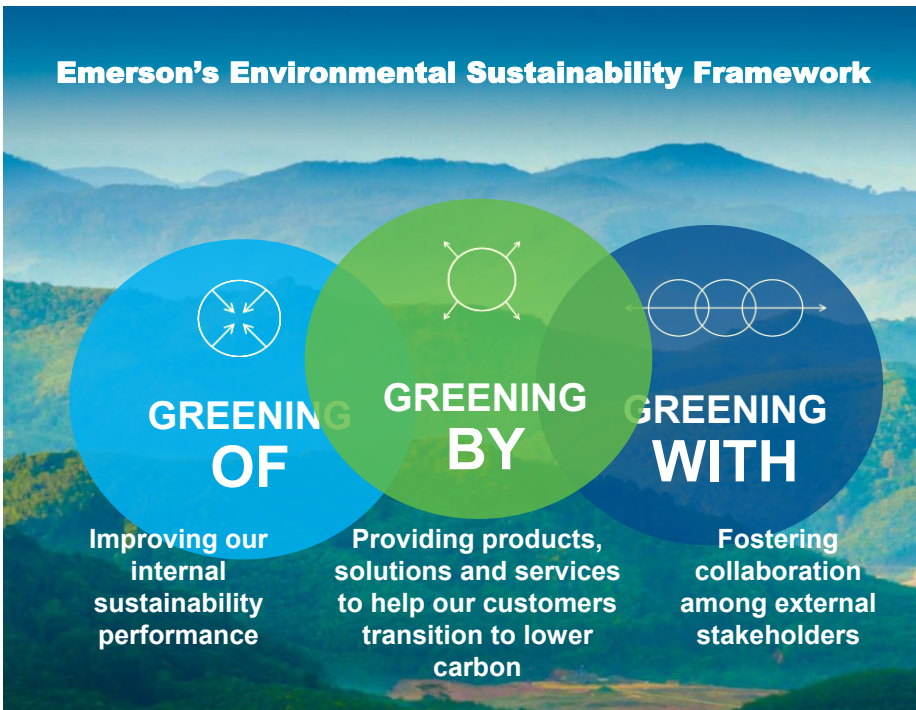 Emerson's Environmental Sustainability Framework
GREENING
OF
Improving our
internal
sustainability
performance
GREENING
BY
Providing products,
solutions and services
to help our customers
transition to lower
carbon
GREENING
WITH
Fostering
collaboration
among external
stakeholders